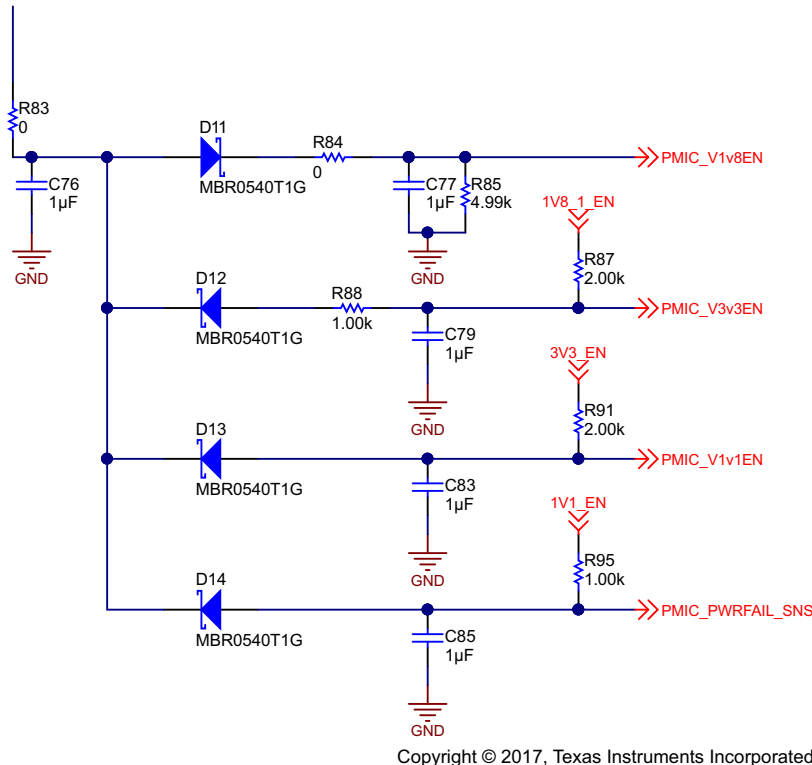 R83
0
C76
1µF
GND
D11
MBR0540T1G
R84
0
C77
1µF
R85
4.99k
GND
PMIC_V1v8EN
1V8_1_EN
R87
2.00k
D12
MBR0540T1G
R88
1.00k
C79
1µF
GND
PMIC_V3v3EN
3V3_EN
R91
2.00k
D13
MBR0540T1G
C83
1µF
GND
PMIC_V1v1EN
1V1_EN
R95
1.00k
D14
MBR0540T1G
C85
1µF
GND
PMIC_PWRFAIL_SNS
Copyright © 2017, Texas Instruments Incorporated